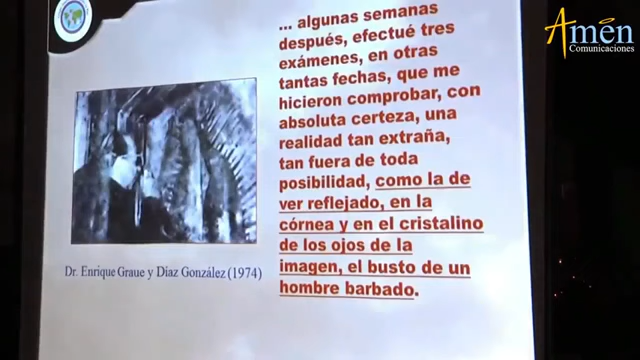 ... algunas semanas
después, efectué tres
exámenes, en otras
tantas fechas, que me
hicieron comprobar, con
absoluta certeza, una
realidad tan extraña,
tan fuera de toda
posibilidad, como la de
ver reflejado, en la
córnea y en el cristalino
de los ojos de la
imagen, el busto de un
hombre barbado.
Dr. Enrique Graue y Diaz González (1974)
Amén
Comunicaciones